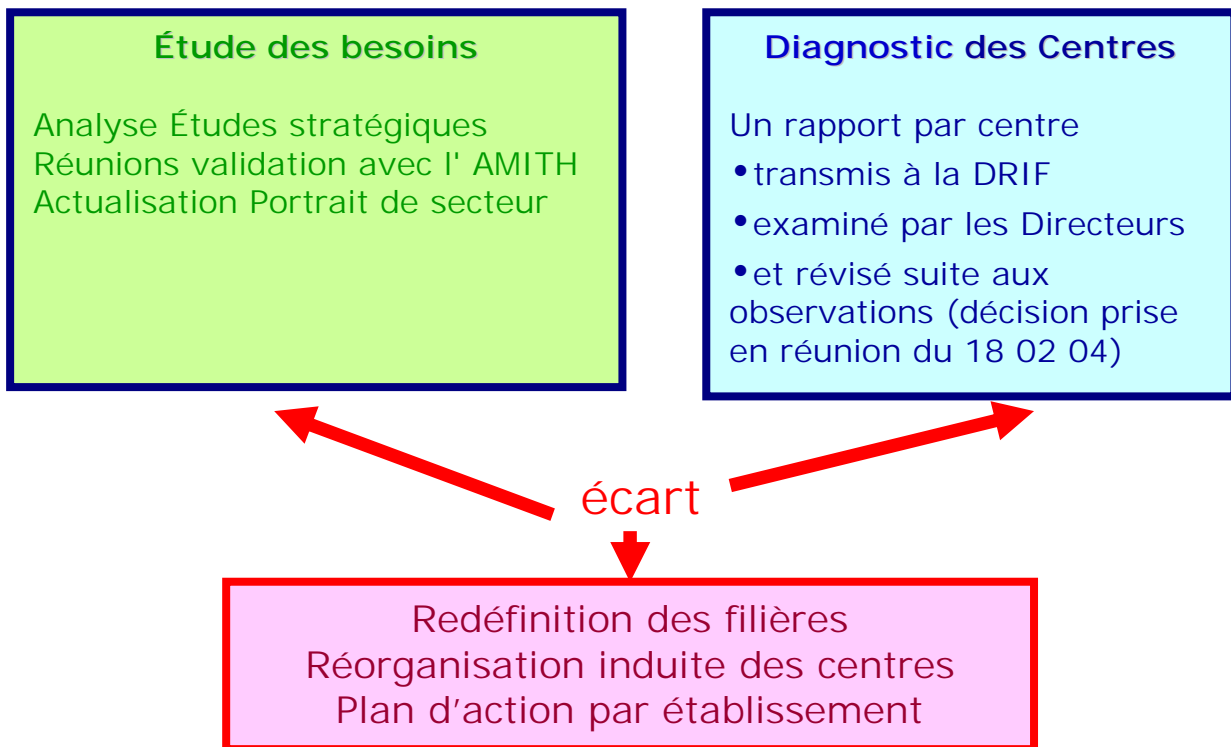 Étude des besoins
Analyse Études stratégiques
Réunions validation avec l' AMITH
Actualisation Portrait de secteur
Diagnostic des Centres
Un rapport par centre
•transmis à la DRIF
•examiné par les Directeurs
•et révisé suite aux
observations (décision prise
en réunion du 18 02 04)
écart
Redéfinition des filières
Réorganisation induite des centres
Plan d’action par établissement